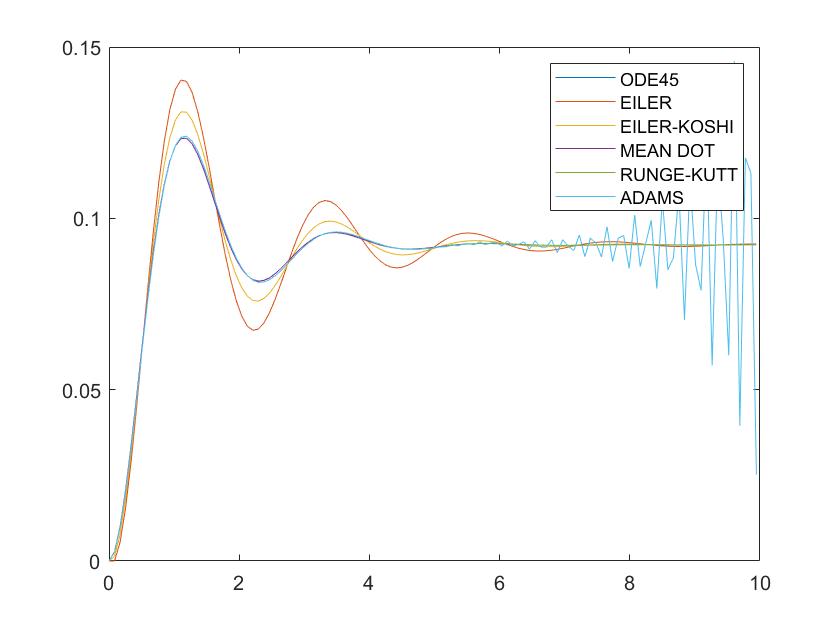 0.15
0.1
0.05
0
0 2 4 6 8 10
ODE45
EILER
EILER-KOSHI
MEAN DOT
RUNGE-KUTT
ADAMS